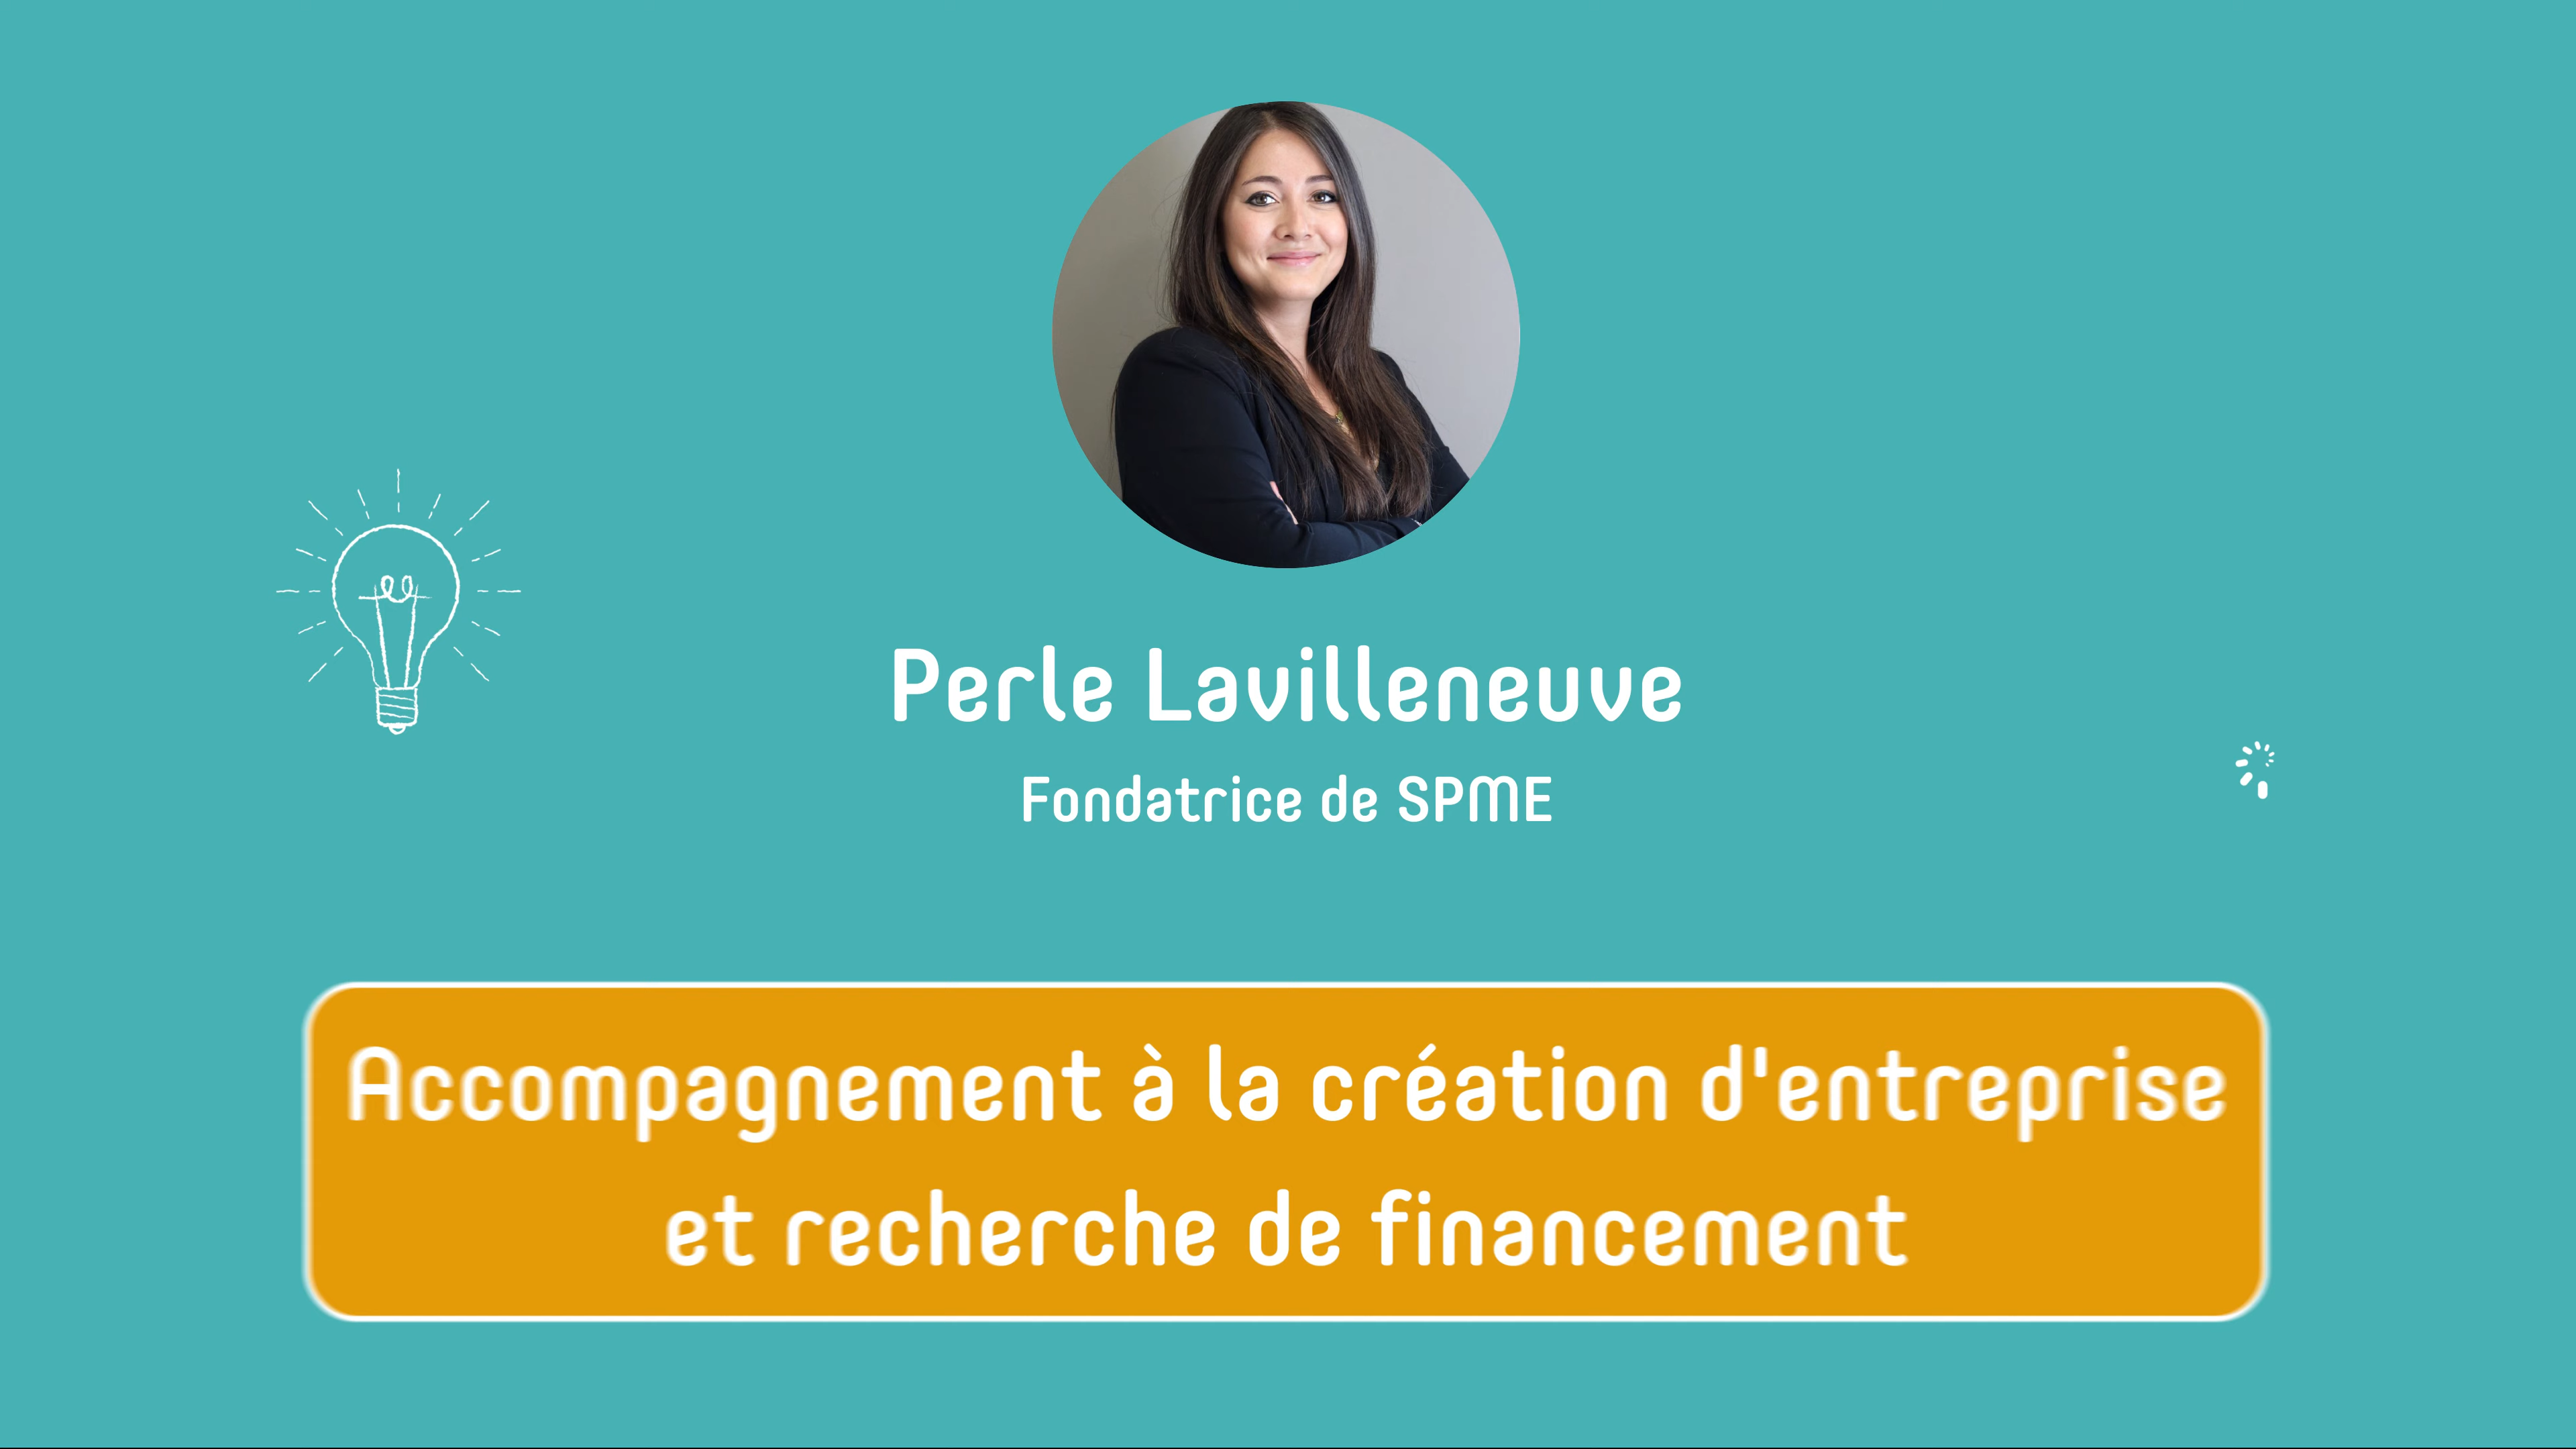 Perle Lavilleneuve
Fondatrice de SPME
Accompagnement à la création d'entreprise
et recherche de financement